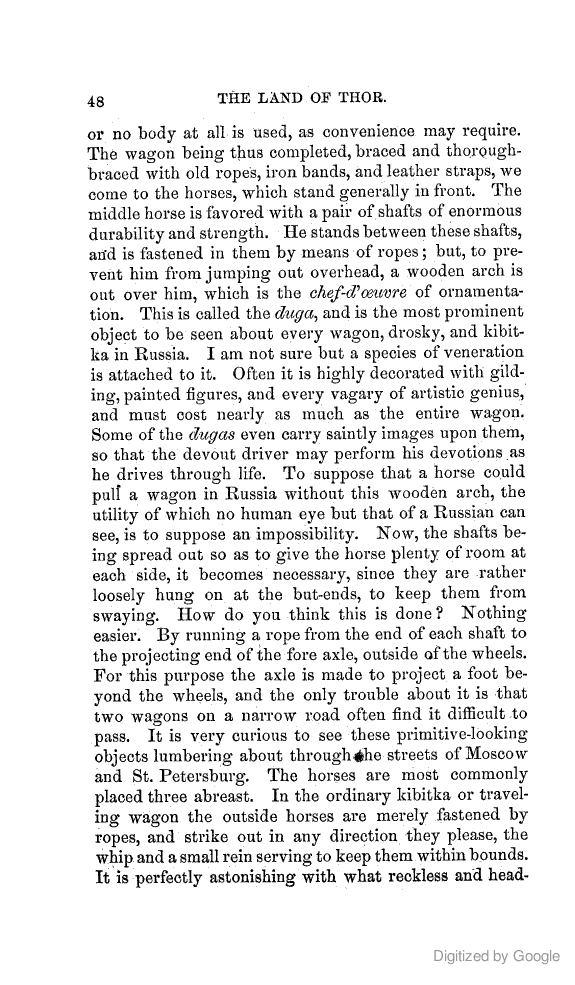 48
THE LAND OF THOR.
or no body at all is used, as convenience may require.
The wagon being thus completed, braced and thorough-
braced with old ropes, iron bands, and leather straps, we
come to the horses, which stand generally in front. The
middle horse is favored with a pair of shafts of enormous
durability and strength. He stands between these shafts,
and is fastened in them by means of ropes; but, to pre-
vent him from jumping out overhead, a wooden arch is
out over him, which is the chef-d'œuvre of ornamenta-
tion. This is called the duga, and is the most prominent
object to be seen about every wagon, drosky, and kibit-
ka in Russia. I am not sure but a species of veneration
is attached to it. Often it is highly decorated with gild-
ing, painted figures, and every vagary of artistic genius,
and must cost nearly as much as the entire wagon.
Some of the dugas even carry saintly images upon them,
so that the devout driver may perform his devotions as
he drives through life. To suppose that a horse could
pull a wagon in Russia without this wooden arch, the
utility of which no human eye but that of a Russian can
see, is to suppose an impossibility. Now, the shafts be-
ing spread out so as to give the horse plenty of room at
each side, it becomes necessary, since they are rather
loosely hung on at the but-ends, to keep them from
swaying. How do you think this is done? Nothing
easier. By running a rope from the end of each shaft to
the projecting end of the fore axle, outside of the wheels.
For this purpose the axle is made to project a foot be-
yond the wheels, and the only trouble about it is that
two wagons on a narrow road often find it difficult to
pass. It is very curious to see these primitive-looking
objects lumbering about through the streets of Moscow
and St. Petersburg. The horses are most commonly
placed three abreast. In the ordinary kibitka or travel-
ing wagon the outside horses are merely fastened by
ropes, and strike out in any direction they please, the
whip and a small rein serving to keep them within bounds.
It is perfectly astonishing with what reckless and head-
Digitized by Google